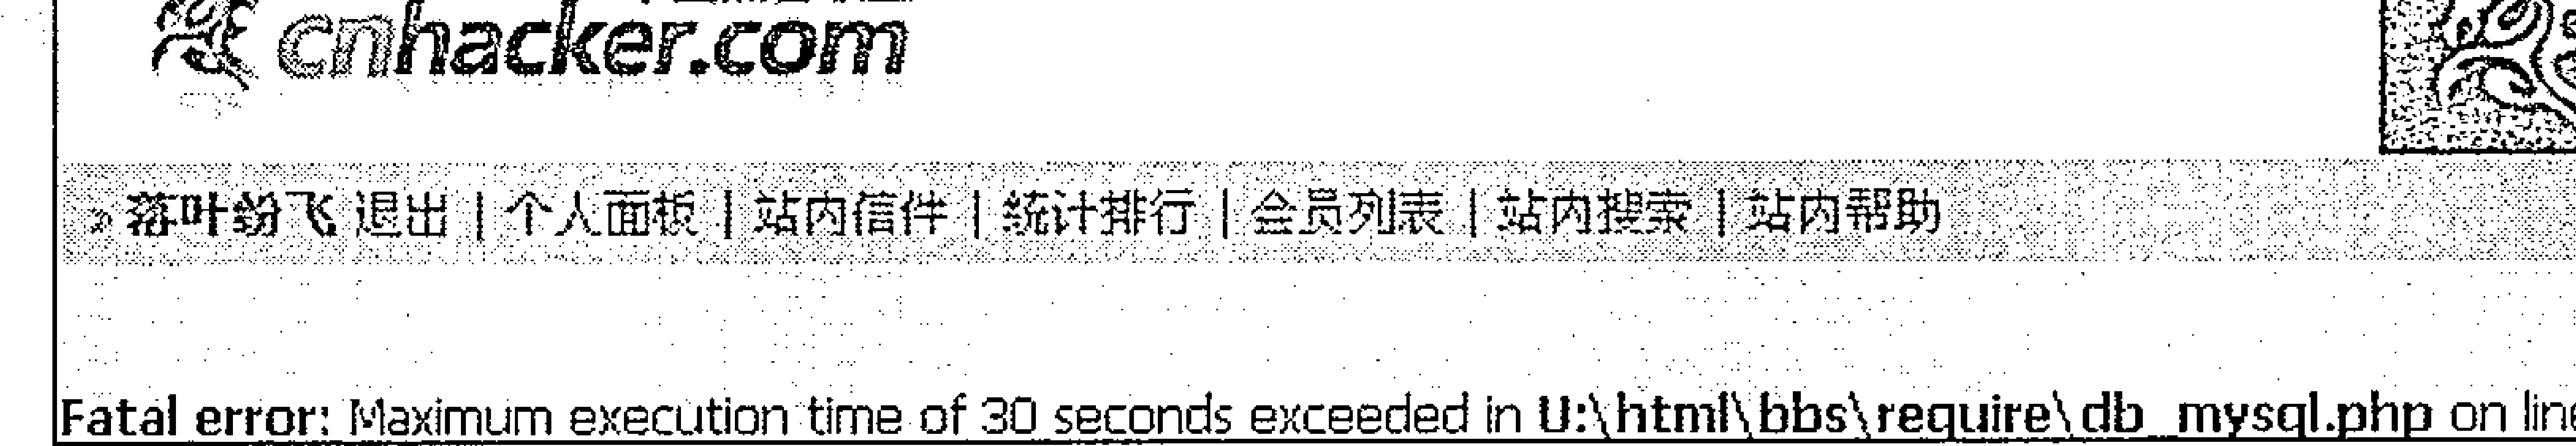 cnhacker.com
» 落叶纷飞 退出 | 个人面板 | 站内信件 | 统计排行 | 会员列表 | 站内搜索 | 站内帮助
Fatal error: Maximum execution time of 30 seconds exceeded in U:\html\bbs\require\db_mysql.php on